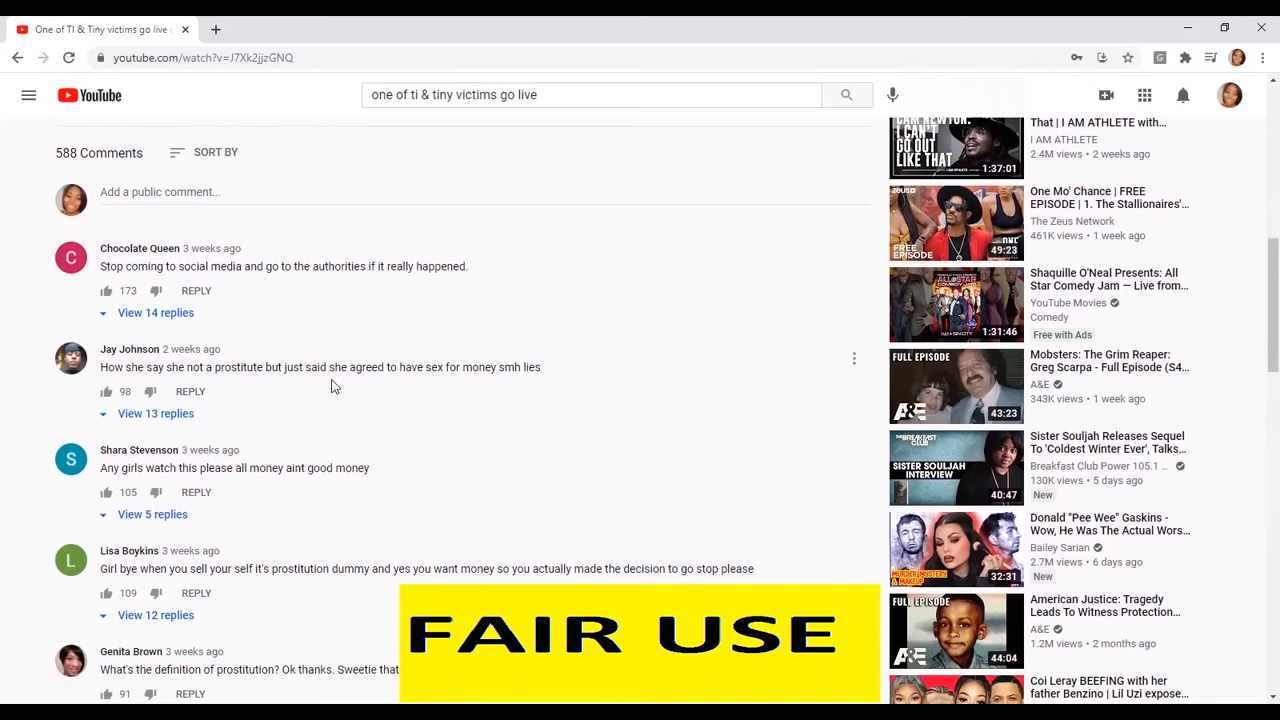 One of TI & Tiny victims go live
youtube.com/watch?v=J7Xk2jjzGNQ
YouTube
one of ti & tiny victims go live
588 Comments
SORT BY
Add a public comment...
Chocolate Queen 3 weeks ago
Stop coming to social media and go to the authorities if it really happened.
173 REPLY
View 14 replies
Jay Johnson 2 weeks ago
How she say she not a prostitute but just said she agreed to have sex for money smh lies
98 REPLY
View 13 replies
Shara Stevenson 3 weeks ago
Any girls watch this please all money aint good money
105 REPLY
View 5 replies
Lisa Boykins 3 weeks ago
Girl bye when you sell your self it's prostitution dummy and yes you want money so you actually made the decision to go stop please
109 REPLY
View 12 replies
Genita Brown 3 weeks ago
What's the definition of prostitution? Ok thanks. Sweetie that
91 REPLY
FAIR USE
CAM NEWTON:
I CAN'T
GO OUT
LIKE THAT
1:37:01
That | I AM ATHLETE with...
I AM ATHLETE
2.4M views • 2 weeks ago
FREE
EPISODE
49:23
One Mo' Chance | FREE
EPISODE | 1. The Stallionaires'...
The Zeus Network
461K views • 1 week ago
ALL STAR
COMEDY JAM
1:31:46
Shaquille O'Neal Presents: All
Star Comedy Jam — Live from...
YouTube Movies
Comedy
Free with Ads
FULL EPISODE
A&E
43:23
Mobsters: The Grim Reaper:
Greg Scarpa - Full Episode (S4...
A&E
343K views • 1 week ago
THE BREAKFAST
CLUB
SISTER SOULJAH
INTERVIEW
40:47
Sister Souljah Releases Sequel
To 'Coldest Winter Ever', Talks...
Breakfast Club Power 105.1 ...
130K views • 5 days ago
New
MURDER, MYSTERY
& MAKEUP
32:31
Donald "Pee Wee" Gaskins -
Wow, He Was The Actual Wors...
Bailey Sarian
2.7M views • 6 days ago
New
FULL EPISODE
A&E
44:04
American Justice: Tragedy
Leads To Witness Protection...
A&E
1.2M views • 2 months ago
Coi Leray BEEFING with her
father Benzino | Lil Uzi expose...